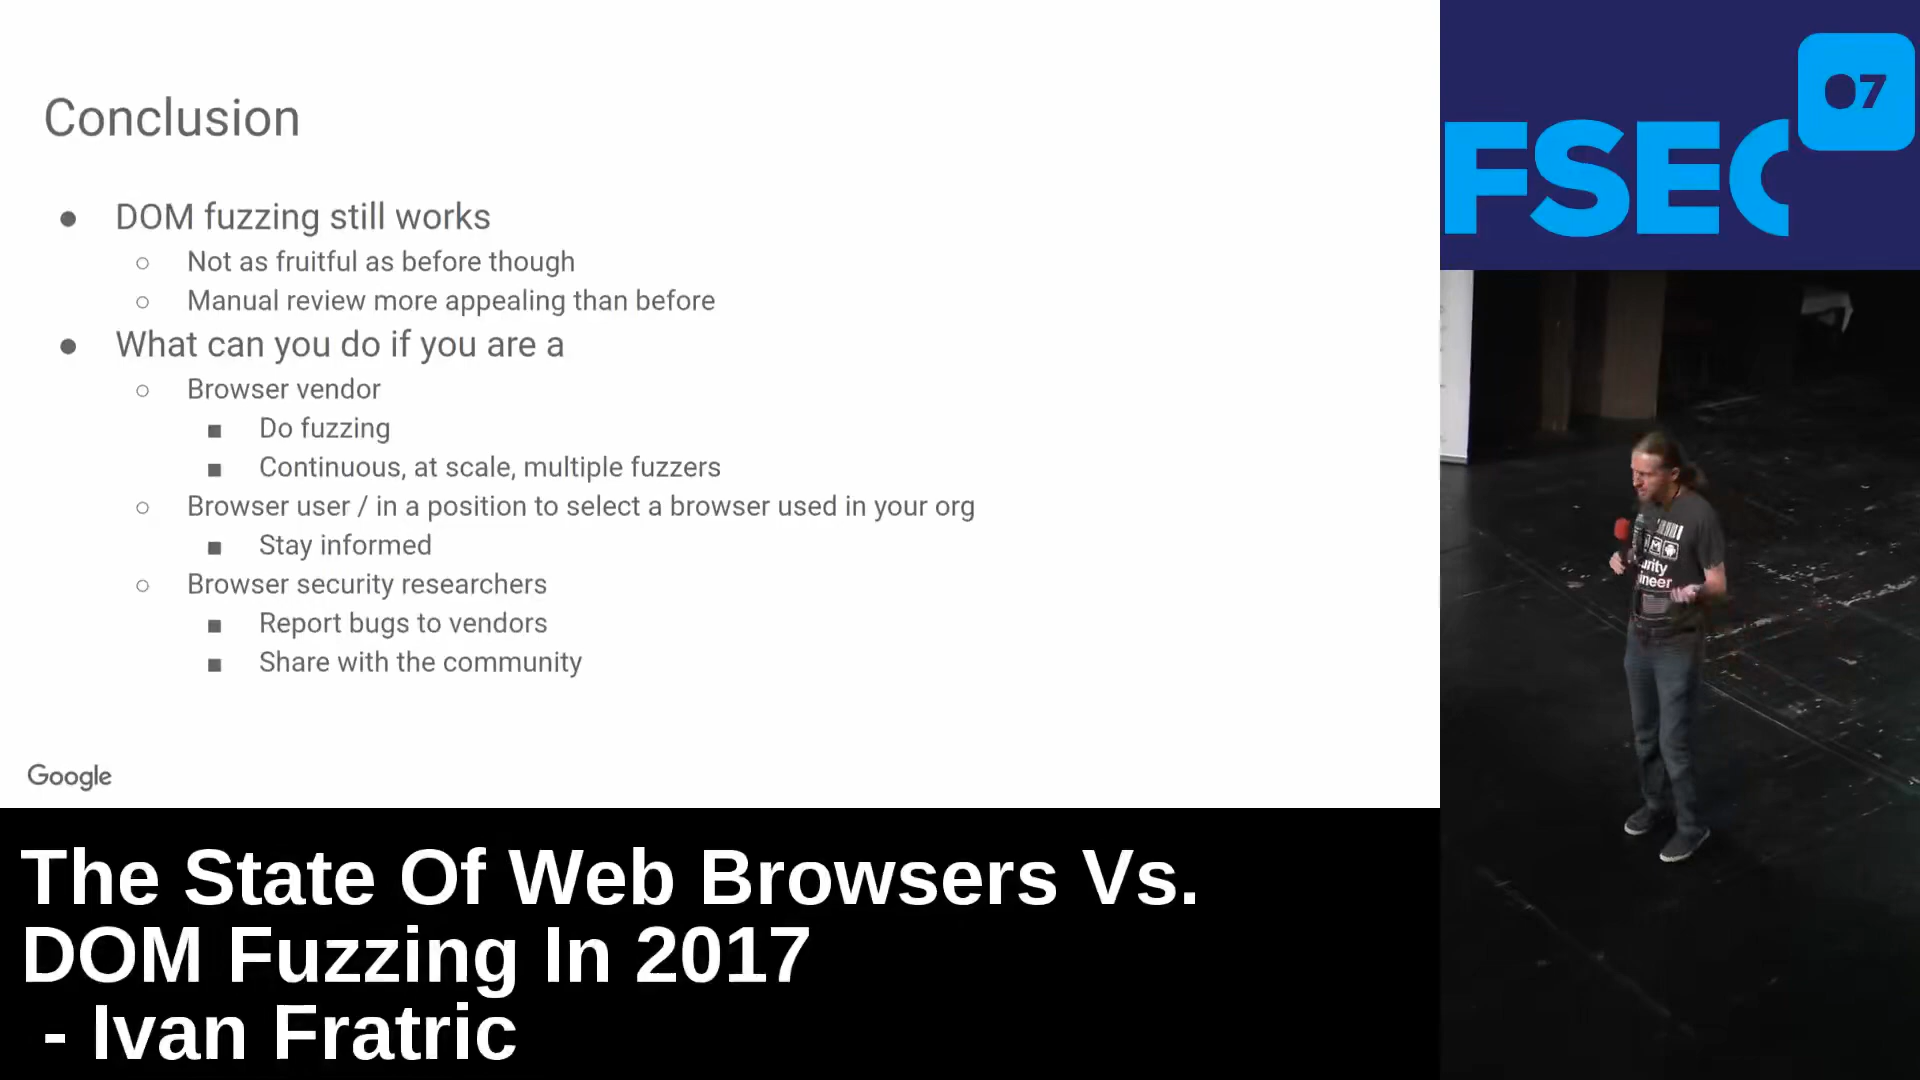 Conclusion
● DOM fuzzing still works
○ Not as fruitful as before though
○ Manual review more appealing than before
● What can you do if you are a
○ Browser vendor
■ Do fuzzing
■ Continuous, at scale, multiple fuzzers
○ Browser user / in a position to select a browser used in your org
■ Stay informed
○ Browser security researchers
■ Report bugs to vendors
■ Share with the community
Google
The State Of Web Browsers Vs.
DOM Fuzzing In 2017
- Ivan Fratric
07
FSEC